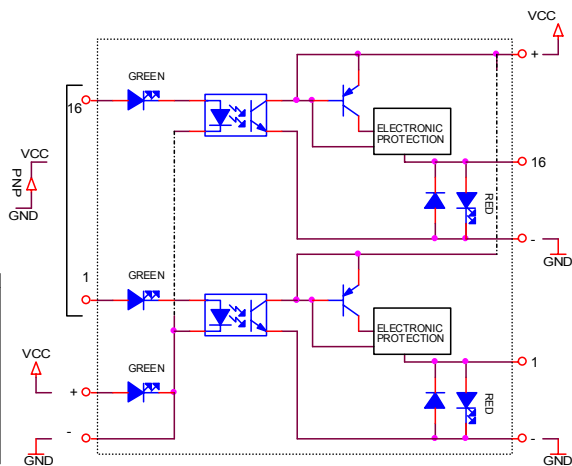 VCC
+
GREEN
16
ELECTRONIC
PROTECTION
VCC
PNP
GND
16
RED
-
GND
GREEN
1
ELECTRONIC
PROTECTION
VCC
GREEN
1
+
RED
-
-
GND
GND